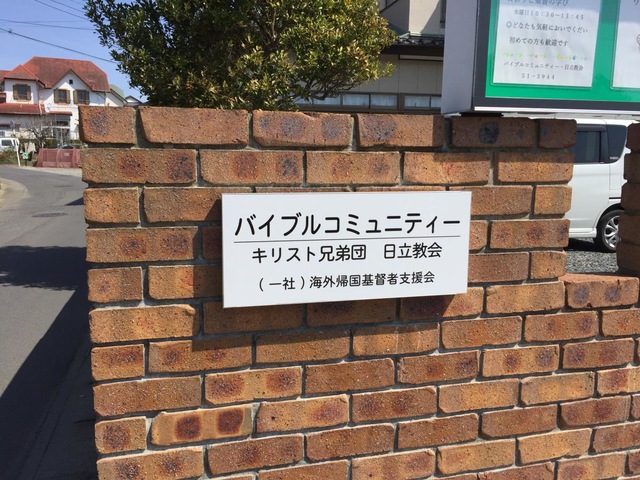 水曜日10:30~11:45
◎どなたも気軽においでくだい
初めての方も歓迎です
バイブルコミュニティー・日立教会
バイブルコミュニティー
キリスト兄弟団 日立教会
(一社)海外帰国基督者支援会